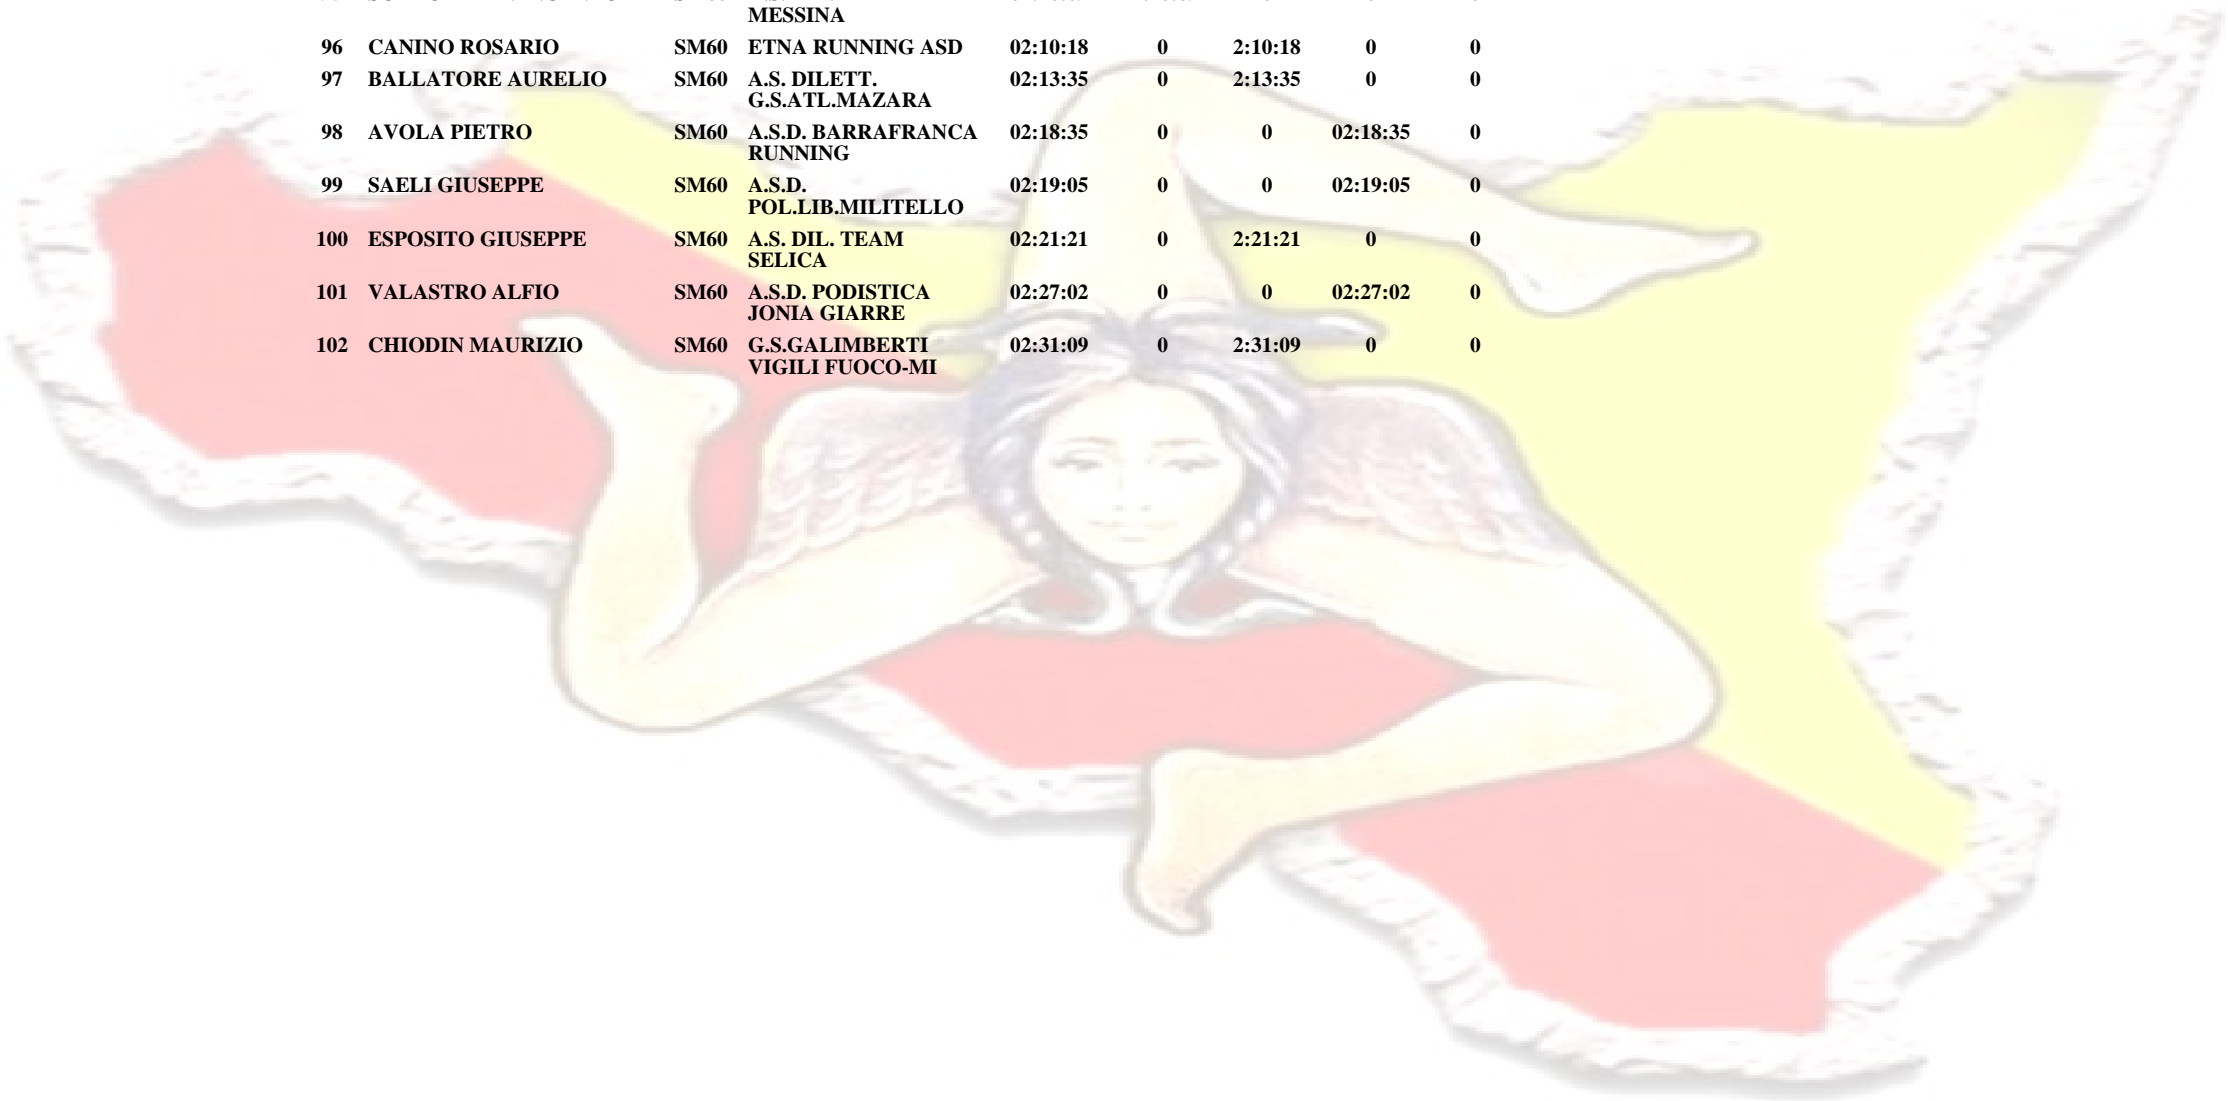 MESSINA
96 CANINO ROSARIO SM60 ETNA RUNNING ASD 02:10:18 0 2:10:18 0 0
97 BALLATORE AURELIO SM60 A.S. DILETT. 02:13:35 0 2:13:35 0 0
G.S.ATL.MAZARA
98 AVOLA PIETRO SM60 A.S.D. BARRAFRANCA 02:18:35 0 0 02:18:35 0
RUNNING
99 SAELI GIUSEPPE SM60 A.S.D. 02:19:05 0 0 02:19:05 0
POL.LIB.MILITELLO
100 ESPOSITO GIUSEPPE SM60 A.S. DIL. TEAM 02:21:21 0 2:21:21 0 0
SELICA
101 VALASTRO ALFIO SM60 A.S.D. PODISTICA 02:27:02 0 0 02:27:02 0
JONIA GIARRE
102 CHIODIN MAURIZIO SM60 G.S.GALIMBERTI 02:31:09 0 2:31:09 0 0
VIGILI FUOCO-MI